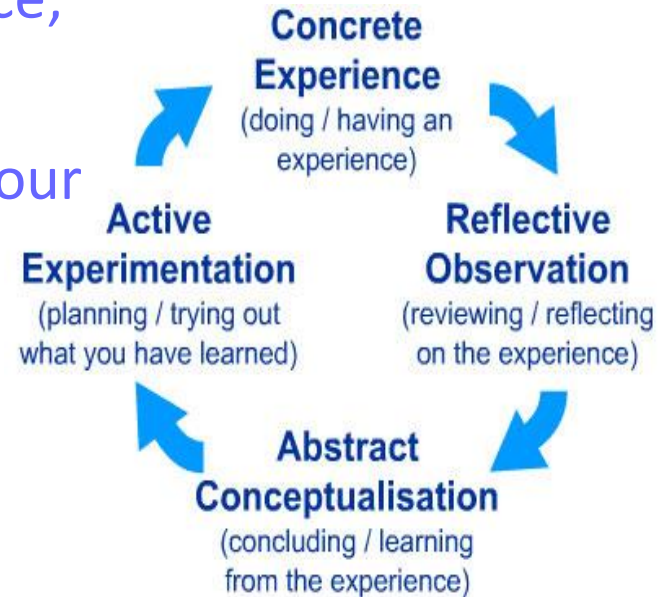 Concrete
Experience
(doing / having an
experience)
Reflective
Observation
(reviewing / reflecting
on the experience)
Abstract
Conceptualisation
(concluding / learning
from the experience)
Active
Experimentation
(planning / trying out
what you have learned)